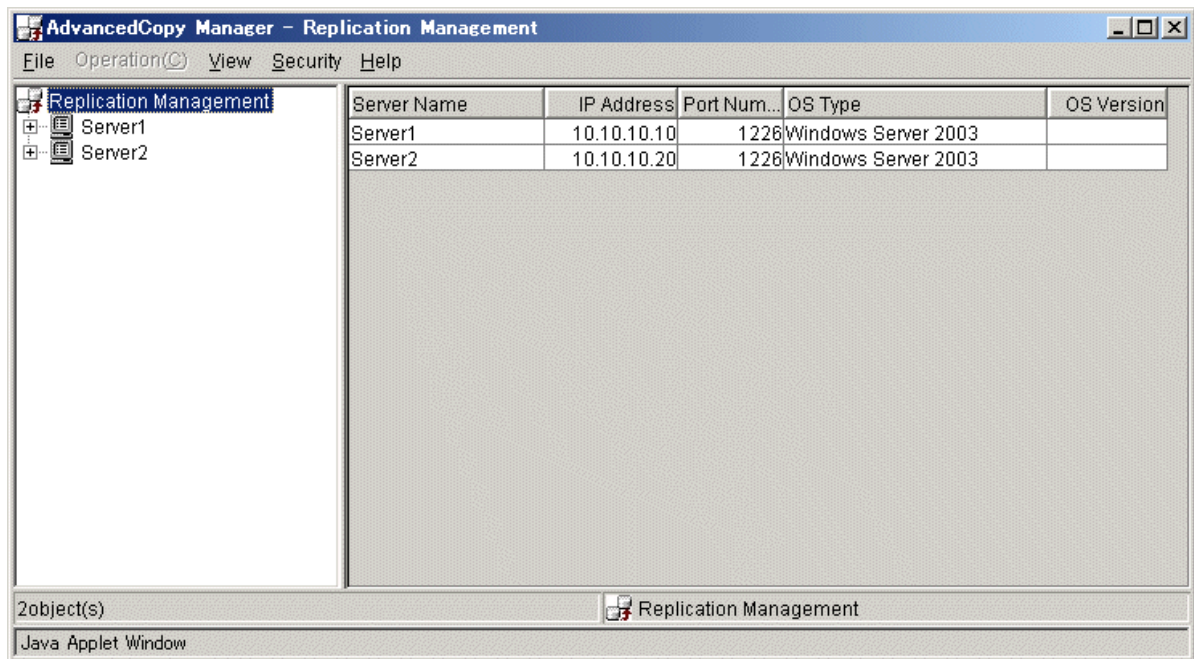 AdvancedCopy Manager - Replication Management
File Operation(C) View Security Help
Replication Management
Server1
Server2
Server Name IP Address Port Num... OS Type OS Version
Server1 10.10.10.10 1226 Windows Server 2003
Server2 10.10.10.20 1226 Windows Server 2003
2object(s) Replication Management
Java Applet Window